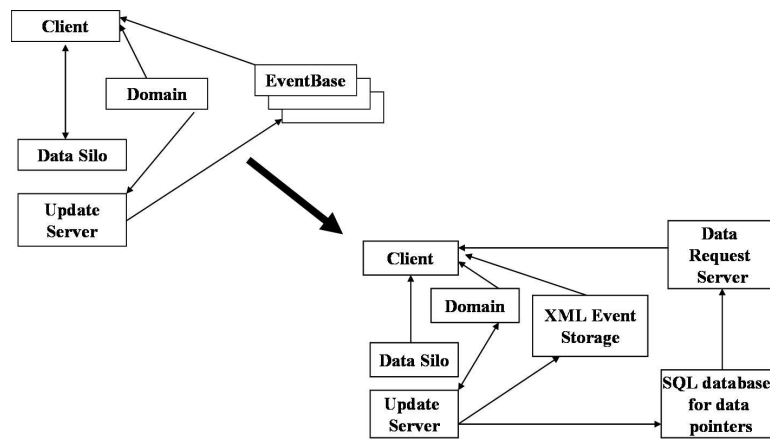 Client
EventBase
Domain
Data Silo
Update
Server
Data
Request
Server
Client
Domain
XML Event
Storage
Data Silo
SQL database
for data
pointers
Update
Server